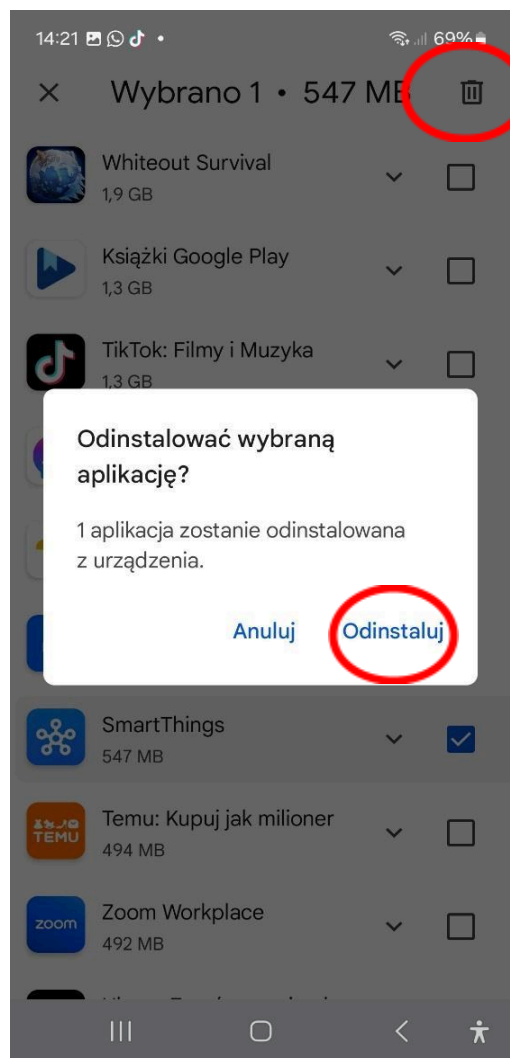 14:21
69%
Wybrano 1 • 547 MB
Whiteout Survival
1,9 GB
Książki Google Play
1,3 GB
TikTok: Filmy i Muzyka
1,3 GB
Odinstalować wybraną
aplikację?
1 aplikacja zostanie odinstalowana
z urządzenia.
Anuluj
Odinstaluj
SmartThings
547 MB
TEMU
Temu: Kupuj jak milioner
494 MB
zoom
Zoom Workplace
492 MB